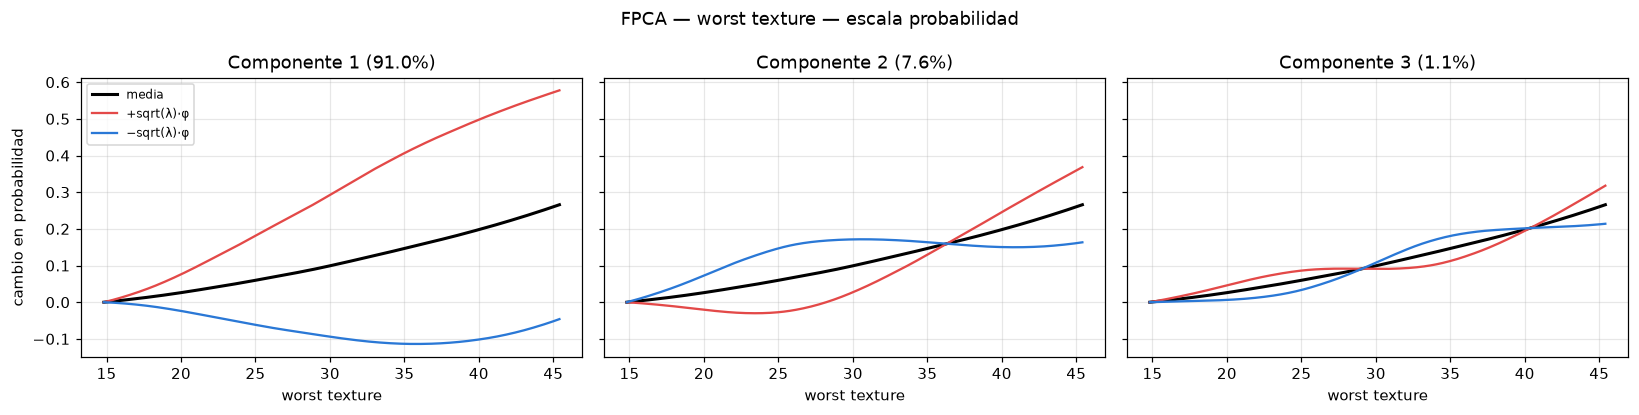 FPCA — worst texture — escala probabilidad
Componente 1 (91.0%)
Componente 2 (7.6%)
Componente 3 (1.1%)
media
+sqrt(λ)·φ
−sqrt(λ)·φ
cambio en probabilidad
0.6
0.5
0.4
0.3
0.2
0.1
0.0
−0.1
15 20 25 30 35 40 45
15 20 25 30 35 40 45
15 20 25 30 35 40 45
worst texture
worst texture
worst texture